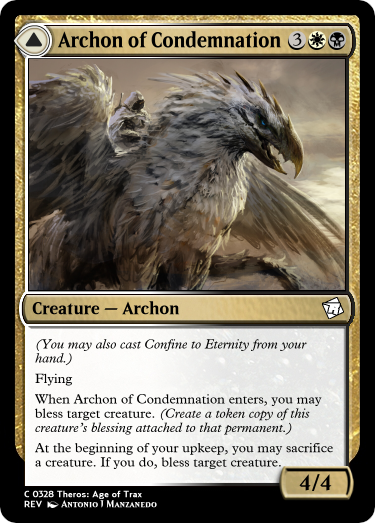 Archon of Condemnation 3
Creature — Archon
(You may also cast Confine to Eternity from your
hand.)
Flying
When Archon of Condemnation enters, you may
bless target creature. (Create a token copy of this
creature's blessing attached to that permanent.)
At the beginning of your upkeep, you may sacrifice
a creature. If you do, bless target creature.
4/4
C 0328 Theros: Age of Trax
REV Antonio J Manzanedo